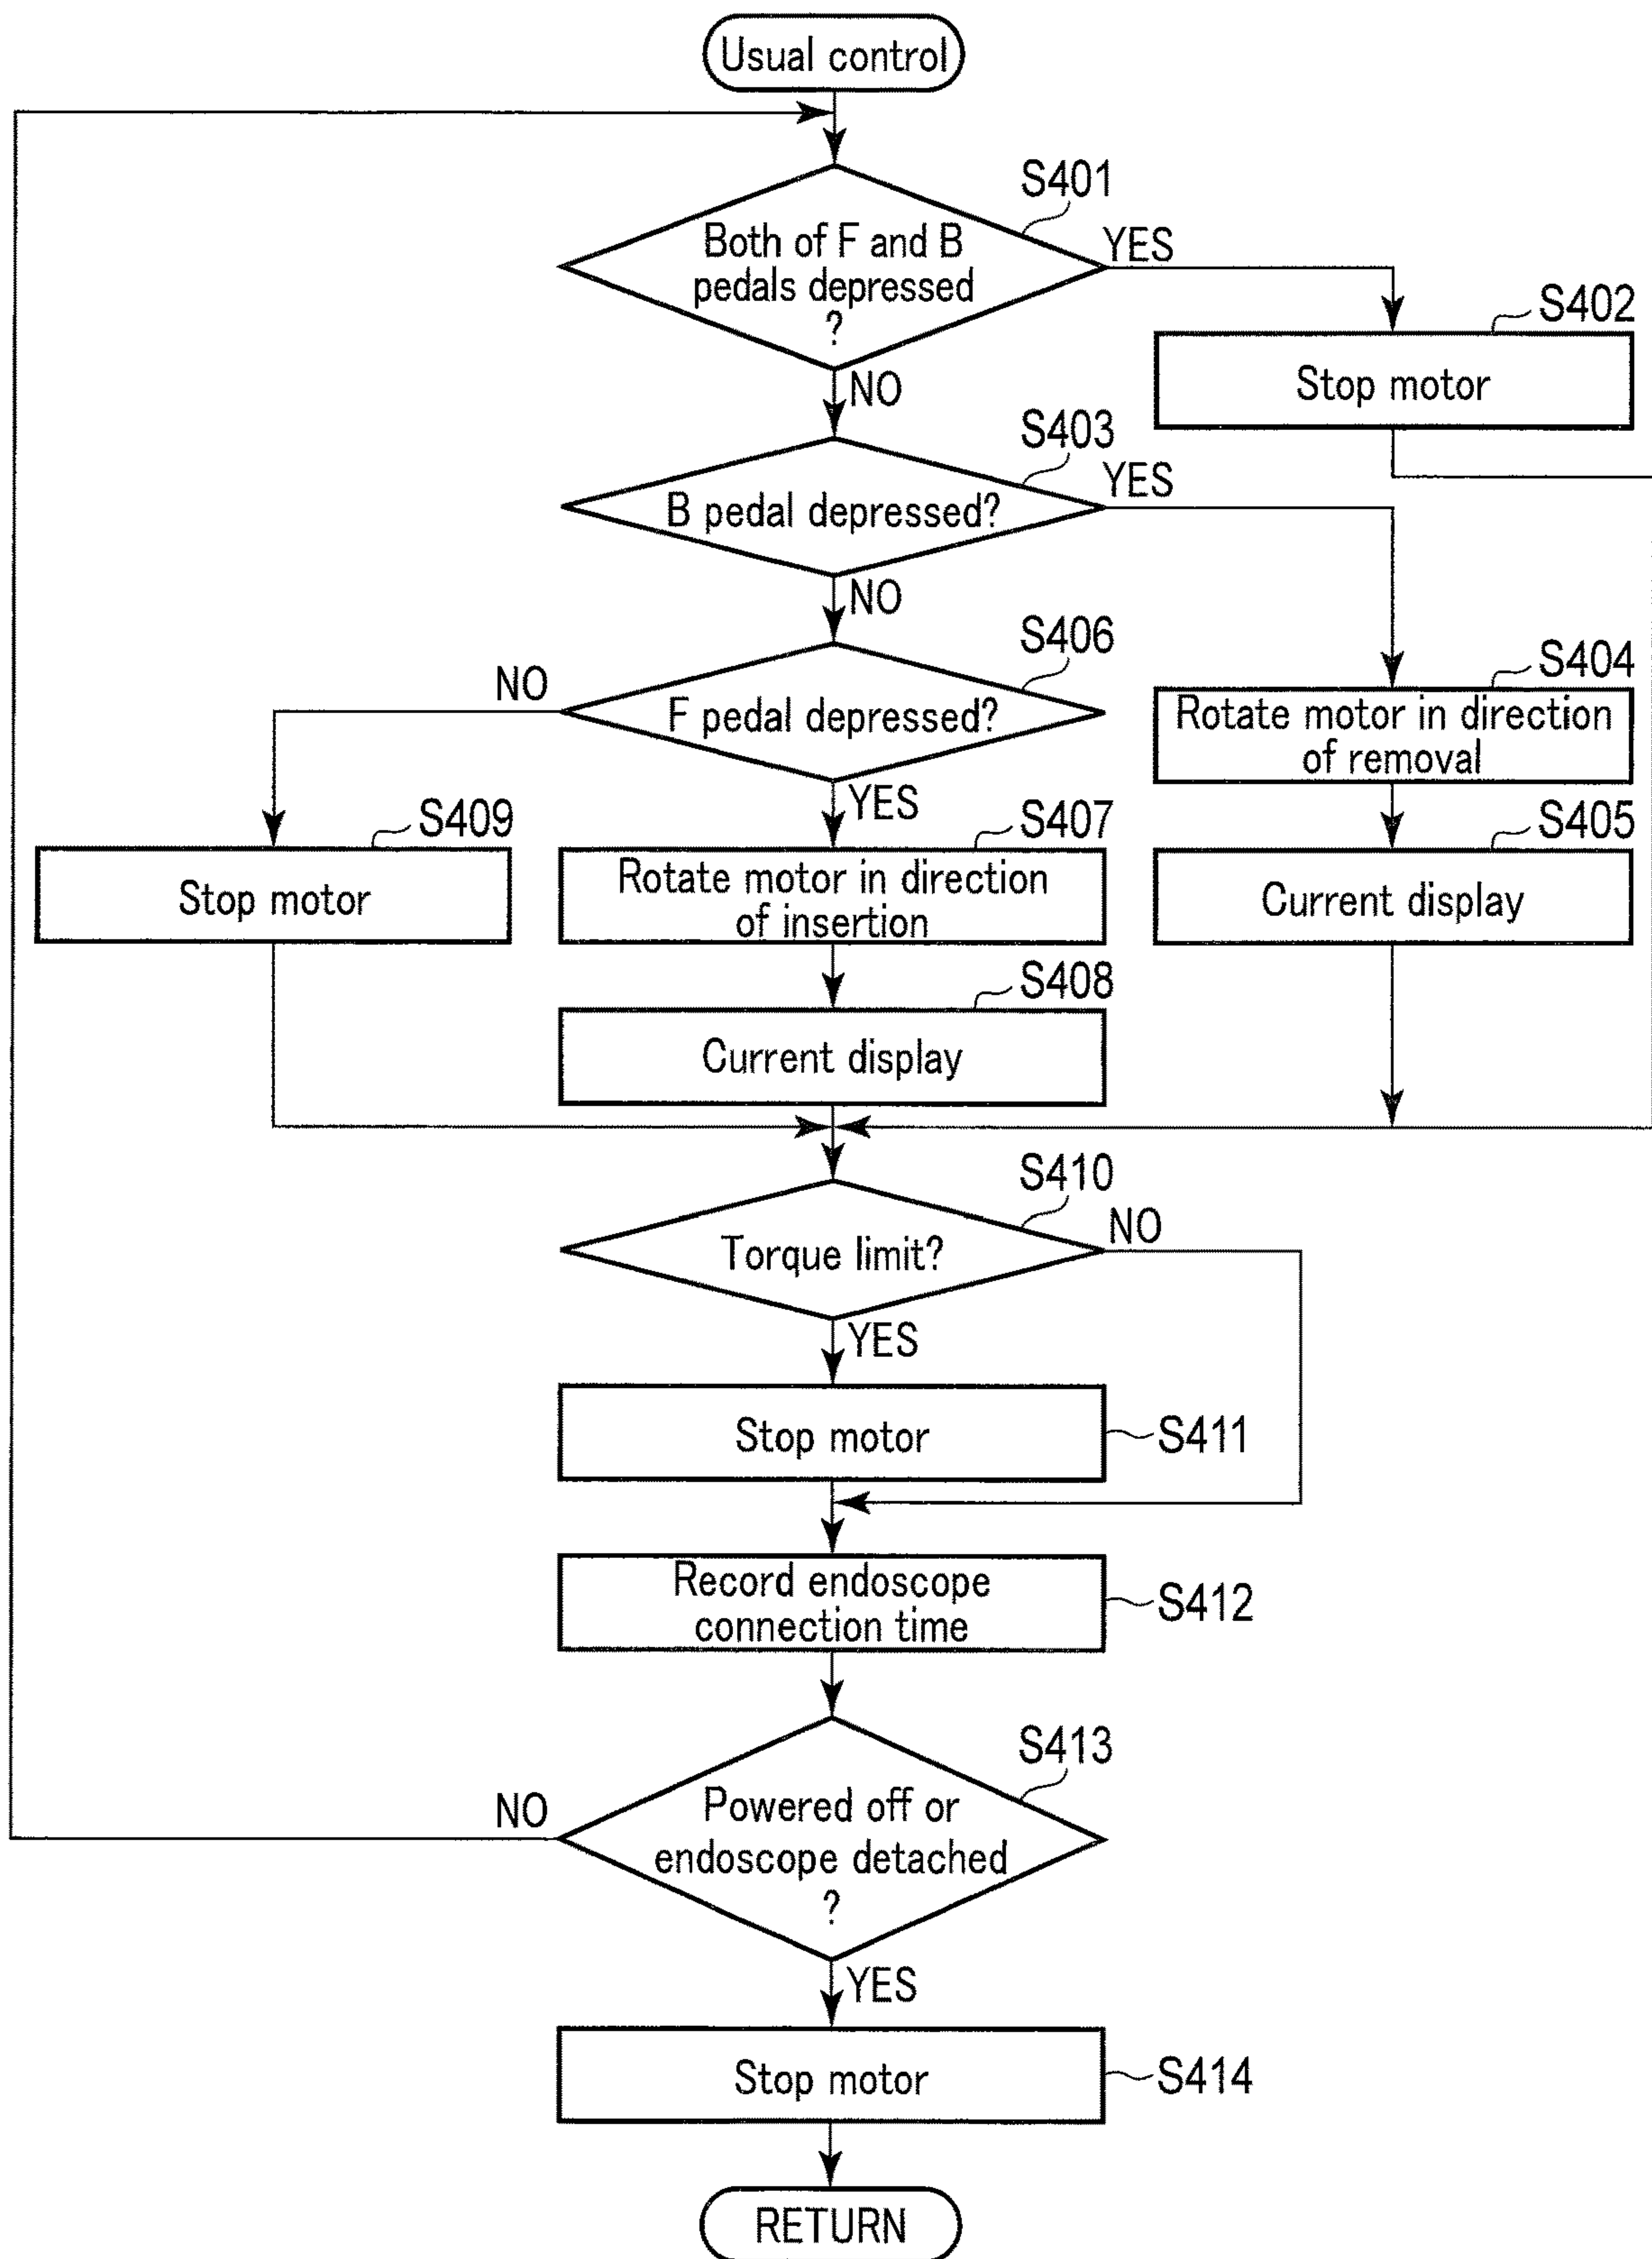 Usual control
S401
Both of F and B
pedals depressed
?
YES
S402
Stop motor
NO
S403
B pedal depressed?
YES
NO
S406
F pedal depressed?
NO
S404
Rotate motor in direction
of removal
YES
S409
Stop motor
S407
Rotate motor in direction
of insertion
S405
Current display
S408
Current display
S410
Torque limit?
NO
YES
Stop motor
S411
Record endoscope
connection time
S412
S413
Powered off or
endoscope detached
?
NO
YES
Stop motor
S414
RETURN